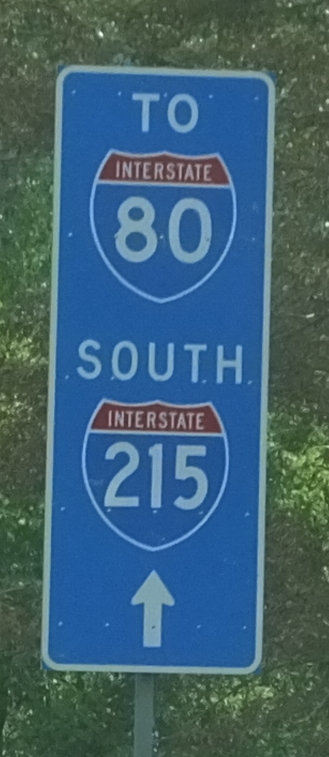 TO
INTERSTATE
80
SOUTH
INTERSTATE
215